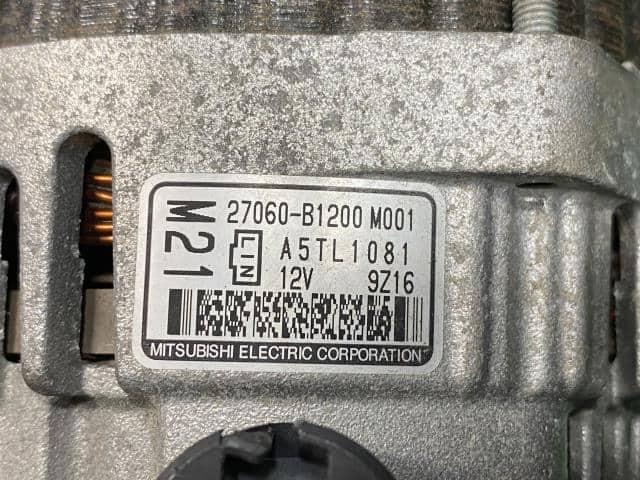 M21
27060-B1200 M001
LIN
A5TL1081
12V 9Z16
MITSUBISHI ELECTRIC CORPORATION